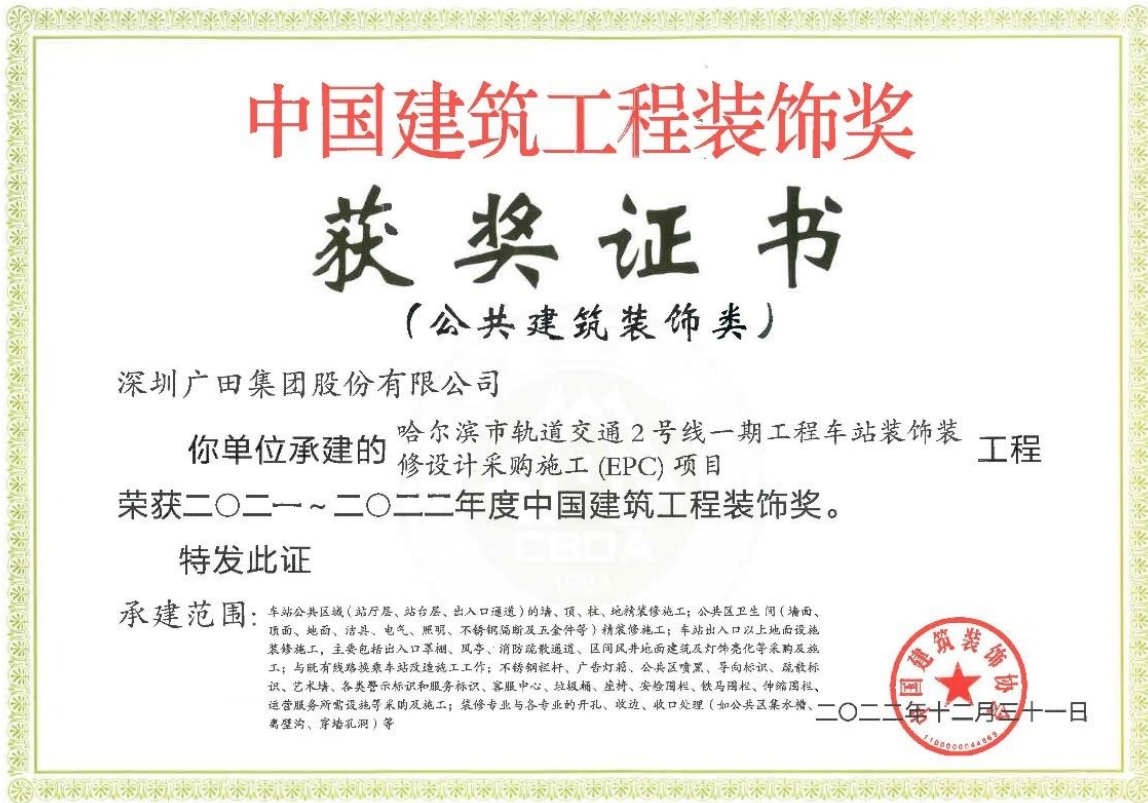 中国建筑工程装饰奖
获奖证书
(公共建筑装饰类)
深圳广田集团股份有限公司
你单位承建的 哈尔滨市轨道交通2号线一期工程车站装饰装
修设计采购施工(EPC)项目 工程
荣获二〇二一~二〇二二年度中国建筑工程装饰奖。
特发此证
承建范围:车站公共区域(站厅层、站台层、出入口通道)的墙、顶、柱、地精装修施工;公共区卫生间(墙面、
顶面、地面、洁具、电气、照明、不锈钢隔断及五金件等)精装修施工;车站出入口以上地面设施
装修施工,主要包括出入口罩棚、风亭、消防疏散通道、区间风井地面建筑及灯饰亮化等采购及施
工;与既有线路换乘车站改造施工工作;不锈钢栏杆、广告灯箱、公共区喷黑、导向标识、疏散标
识、艺术墙、各类警示标识和服务标识、客服中心、垃圾桶、座椅、安检围栏、铁马围栏、伸缩围栏、
运营服务所需设施等采购及施工;装修专业与各专业的开孔、收边、收口处理(如公共区集水槽、
离壁沟、穿墙孔洞)等
二〇二二年十二月三十一日
中国建筑装饰协会
CBDA